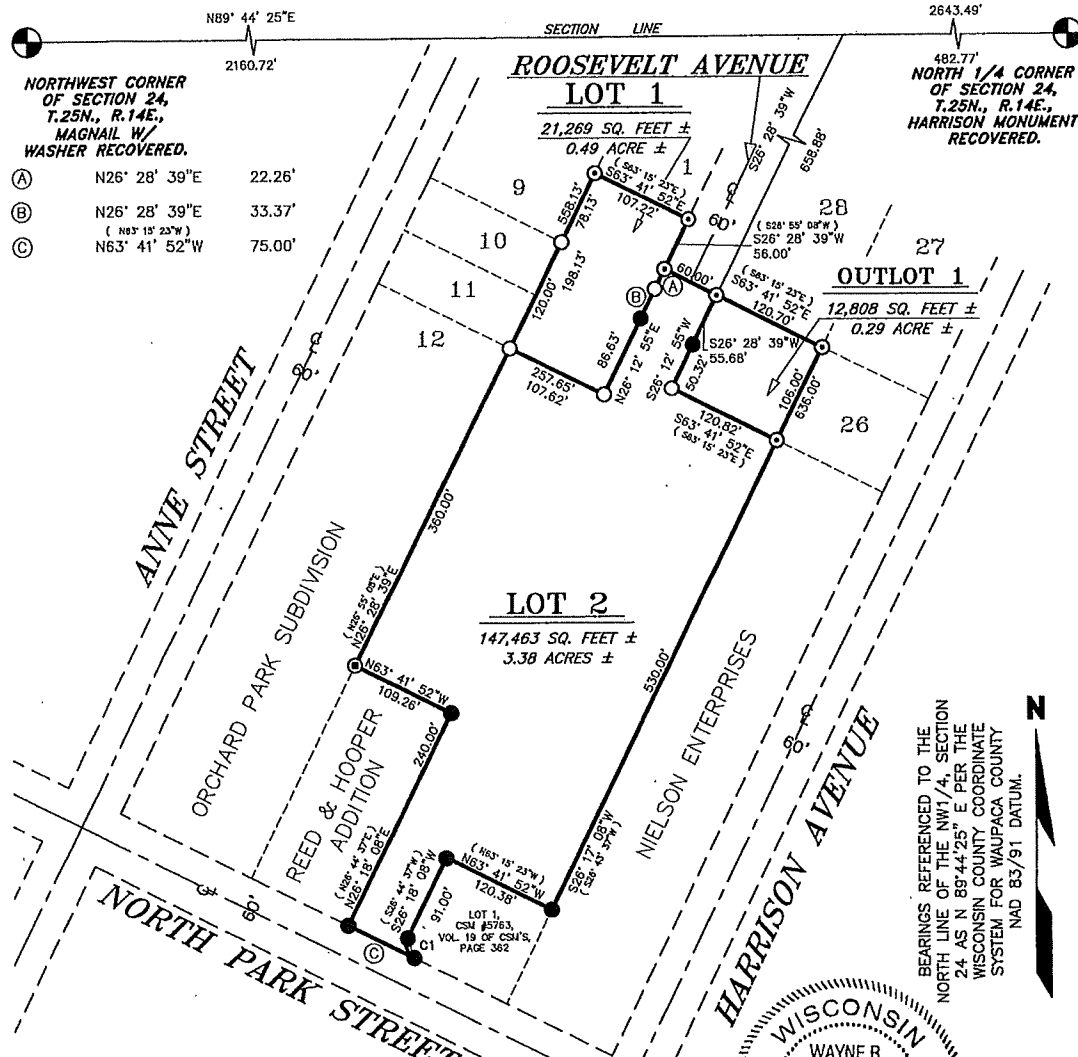 N89° 44' 25"E
2160.72'
SECTION LINE
2643.49'
482.77'
NORTHWEST CORNER
OF SECTION 24,
T.25N., R.14E.,
MAGNAIL W/
WASHER RECOVERED.
NORTH 1/4 CORNER
OF SECTION 24,
T.25N., R.14E.,
HARRISON MONUMENT
RECOVERED.
A N26° 28' 39"E 22.26'
B N26° 28' 39"E 33.37'
( N63° 15' 23"W )
C N63° 41' 52"W 75.00'
ROOSEVELT AVENUE
LOT 1
21,269 SQ. FEET ±
0.49 ACRE ±
S26° 28' 39"W
658.88'
( S63° 15' 23"E )
S63° 41' 52"E
107.22'
1
9
10
11
12
558.13'
78.13'
198.13'
120.00'
60'
28
27
26
( S26° 55' 08"W )
S26° 28' 39"W
56.00'
60.00'
A
B
( S63° 15' 23"E )
S63° 41' 52"E
120.70'
OUTLOT 1
12,808 SQ. FEET ±
0.29 ACRE ±
S26° 28' 39"W
55.68'
86.63'
N26° 12' 55"E
S26° 12' 55"W
50.32'
106.00'
636.00'
257.65'
107.62'
120.82'
S63° 41' 52"E
( S63° 15' 23"E )
60'
ANNE STREET
360.00'
( N26° 55' 08"E )
N26° 28' 39"E
ORCHARD PARK SUBDIVISION
LOT 2
147,463 SQ. FEET ±
3.38 ACRES ±
530.00'
NIELSON ENTERPRISES
N63° 41' 52"W
109.26'
240.00'
REED & HOOPER
ADDITION
( N26° 44' 37"E )
N26° 18' 08"E
( S26° 44' 37"W )
S26° 18' 08"W
91.00'
( N63° 15' 23"W )
N63° 41' 52"W
120.38'
S26° 17' 08"W
( S26° 43' 37"W )
LOT 1,
CSM #5763,
VOL. 19 OF CSM'S,
PAGE 362
C
C1
60'
NORTH PARK STREET
60'
HARRISON AVENUE
N
BEARINGS REFERENCED TO THE
NORTH LINE OF THE NW1/4, SECTION
24 AS N 89°44'25" E PER THE
WISCONSIN COUNTY COORDINATE
SYSTEM FOR WAUPACA COUNTY
NAD 83/91 DATUM.
WISCONSIN
WAYNE R.